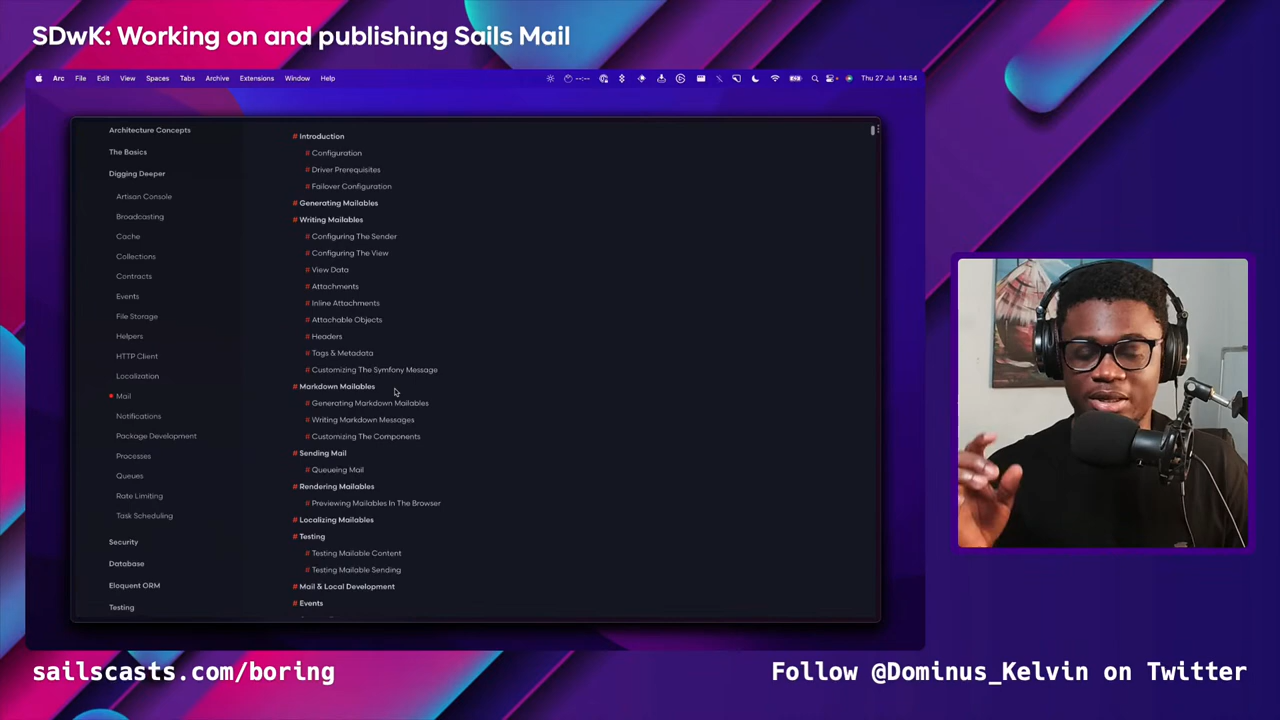 SDwK: Working on and publishing Sails Mail
Arc File Edit View Spaces Tabs Archive Extensions Window Help
Thu 27 Jul 14:54
Architecture Concepts
The Basics
Digging Deeper
Artisan Console
Broadcasting
Cache
Collections
Contracts
Events
File Storage
Helpers
HTTP Client
Localization
Mail
Notifications
Package Development
Processes
Queues
Rate Limiting
Task Scheduling
Security
Database
Eloquent ORM
Testing
# Introduction
# Configuration
# Driver Prerequisites
# Failover Configuration
# Generating Mailables
# Writing Mailables
# Configuring The Sender
# Configuring The View
# View Data
# Attachments
# Inline Attachments
# Attachable Objects
# Headers
# Tags & Metadata
# Customizing The Symfony Message
# Markdown Mailables
# Generating Markdown Mailables
# Writing Markdown Messages
# Customizing The Components
# Sending Mail
# Queueing Mail
# Rendering Mailables
# Previewing Mailables In The Browser
# Localizing Mailables
# Testing
# Testing Mailable Content
# Testing Mailable Sending
# Mail & Local Development
# Events
sailscasts.com/boring
Follow @Dominus_Kelvin on Twitter